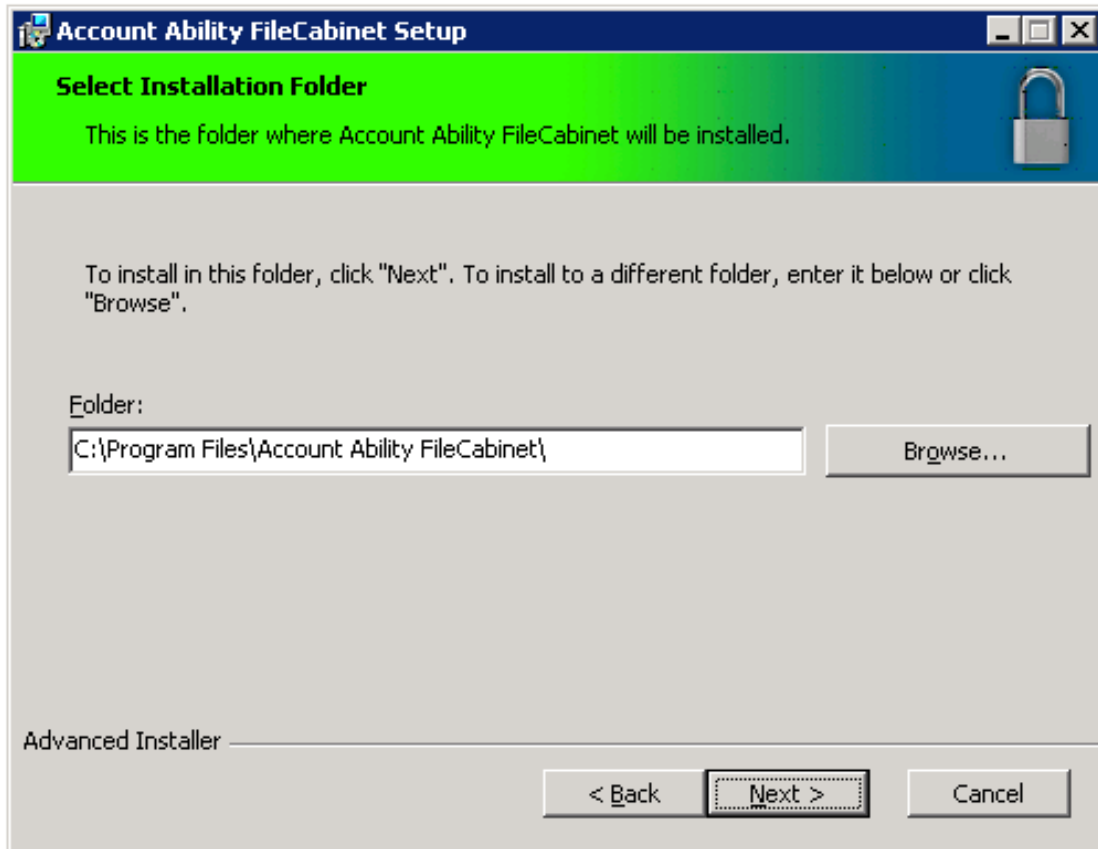 Account Ability FileCabinet Setup
Select Installation Folder
This is the folder where Account Ability FileCabinet will be installed.
To install in this folder, click "Next". To install to a different folder, enter it below or click
"Browse".
Folder:
C:\Program Files\Account Ability FileCabinet\
Browse...
Advanced Installer
< Back
Next >
Cancel